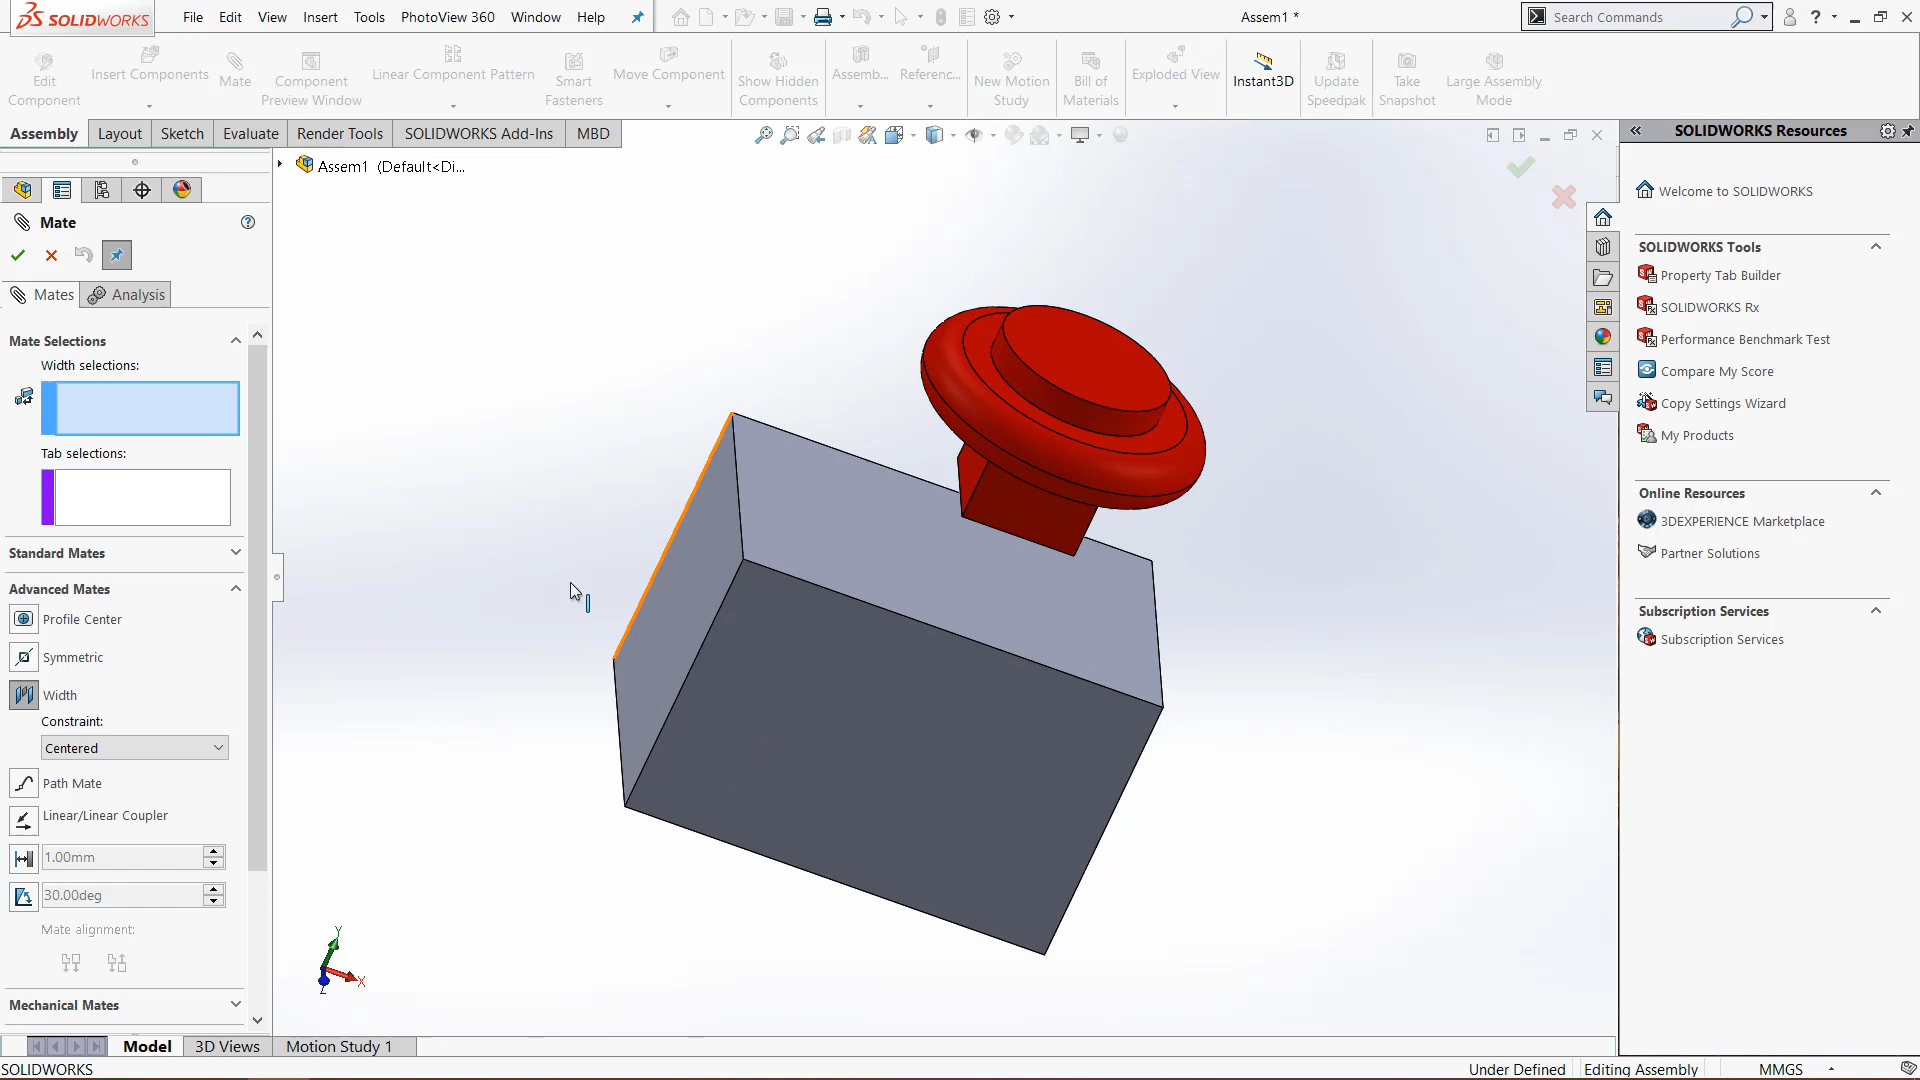 SOLIDWORKS File Edit View Insert Tools PhotoView 360 Window Help Assem1 * Search Commands ?
Edit Component Insert Components Mate Component Preview Window Linear Component Pattern Smart Fasteners Move Component Show Hidden Components Assemb... Referenc... New Motion Study Bill of Materials Exploded View Instant3D Update Speedpak Take Snapshot Large Assembly Mode
Assembly Layout Sketch Evaluate Render Tools SOLIDWORKS Add-Ins MBD
Assem1 (Default<Di...
Mate
Mates Analysis
Mate Selections
Width selections:
Tab selections:
Standard Mates
Advanced Mates
Profile Center
Symmetric
Width
Constraint:
Centered
Path Mate
Linear/Linear Coupler
1.00mm
30.00deg
Mate alignment:
Mechanical Mates
Y
X
Z
SOLIDWORKS Resources
Welcome to SOLIDWORKS
SOLIDWORKS Tools
Property Tab Builder
SOLIDWORKS Rx
Performance Benchmark Test
Compare My Score
Copy Settings Wizard
My Products
Online Resources
3DEXPERIENCE Marketplace
Partner Solutions
Subscription Services
Subscription Services
Model 3D Views Motion Study 1
SOLIDWORKS Under Defined Editing Assembly MMGS